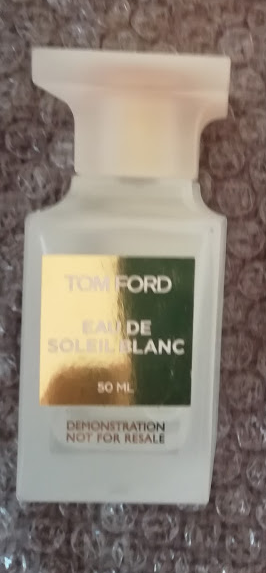 TOM FORD
EAU DE
SOLEIL BLANC
50 ML
DEMONSTRATION
NOT FOR RESALE